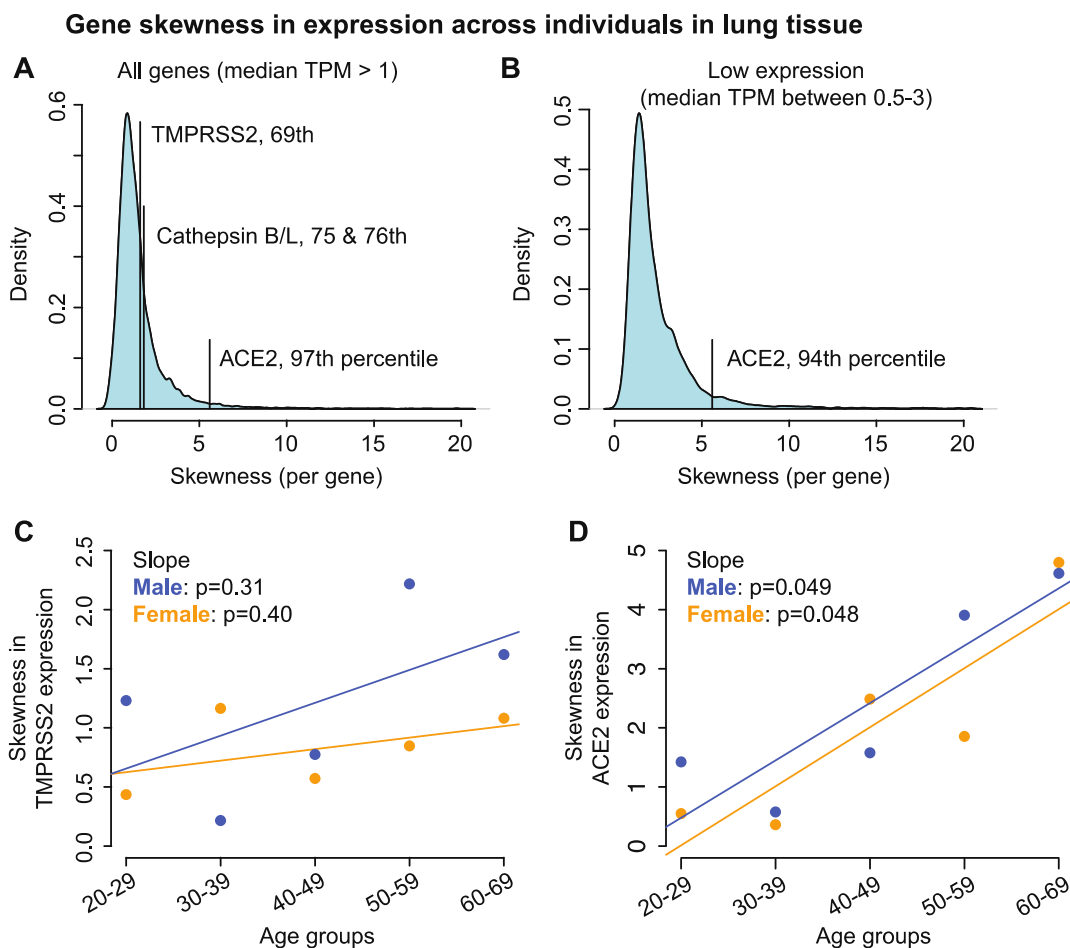 Gene skewness in expression across individuals in lung tissue
A
All genes (median TPM > 1)
Density
0.0
0.2
0.4
0.6
TMPRSS2, 69th
Cathepsin B/L, 75 & 76th
ACE2, 97th percentile
0
5
10
15
20
Skewness (per gene)
B
Low expression
(median TPM between 0.5-3)
Density
0.0
0.1
0.2
0.3
0.4
0.5
ACE2, 94th percentile
0
5
10
15
20
Skewness (per gene)
C
Skewness in
TMPRSS2 expression
0.0
0.5
1.0
1.5
2.0
2.5
Slope
Male: p=0.31
Female: p=0.40
20-29
30-39
40-49
50-59
60-69
Age groups
D
Skewness in
ACE2 expression
0
1
2
3
4
5
Slope
Male: p=0.049
Female: p=0.048
20-29
30-39
40-49
50-59
60-69
Age groups